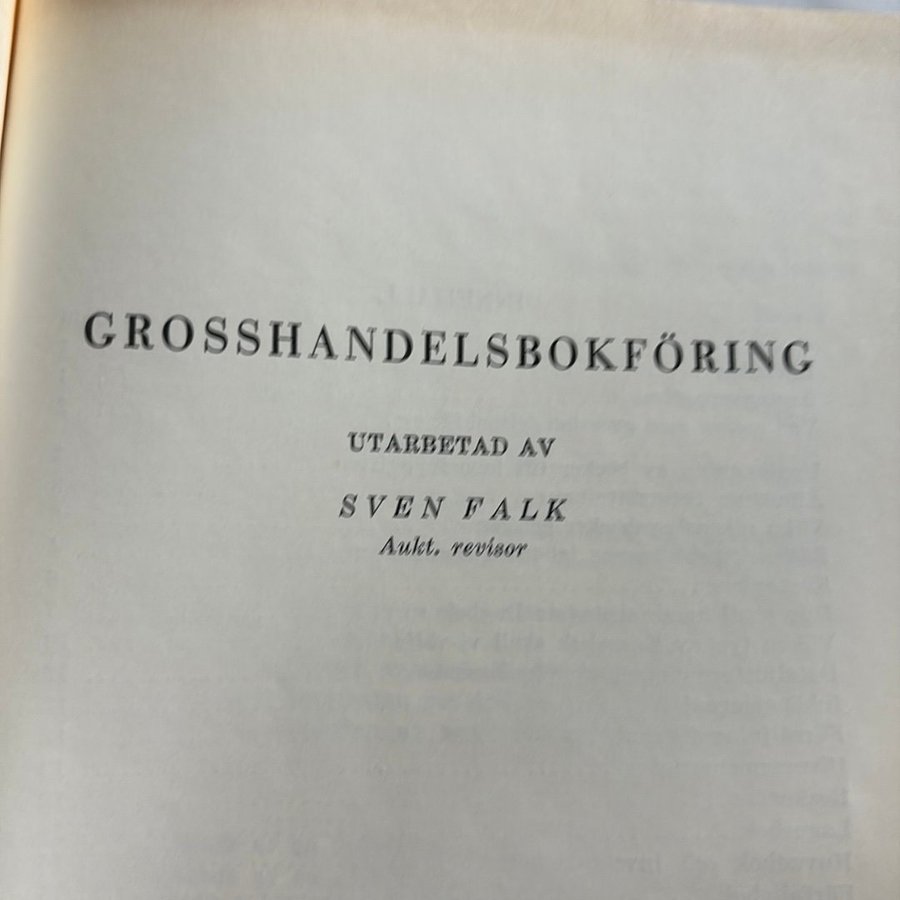 GROSSHANDELSBOKFÖRING
UTARBETAD AV
SVEN FALK
Aukt. revisor